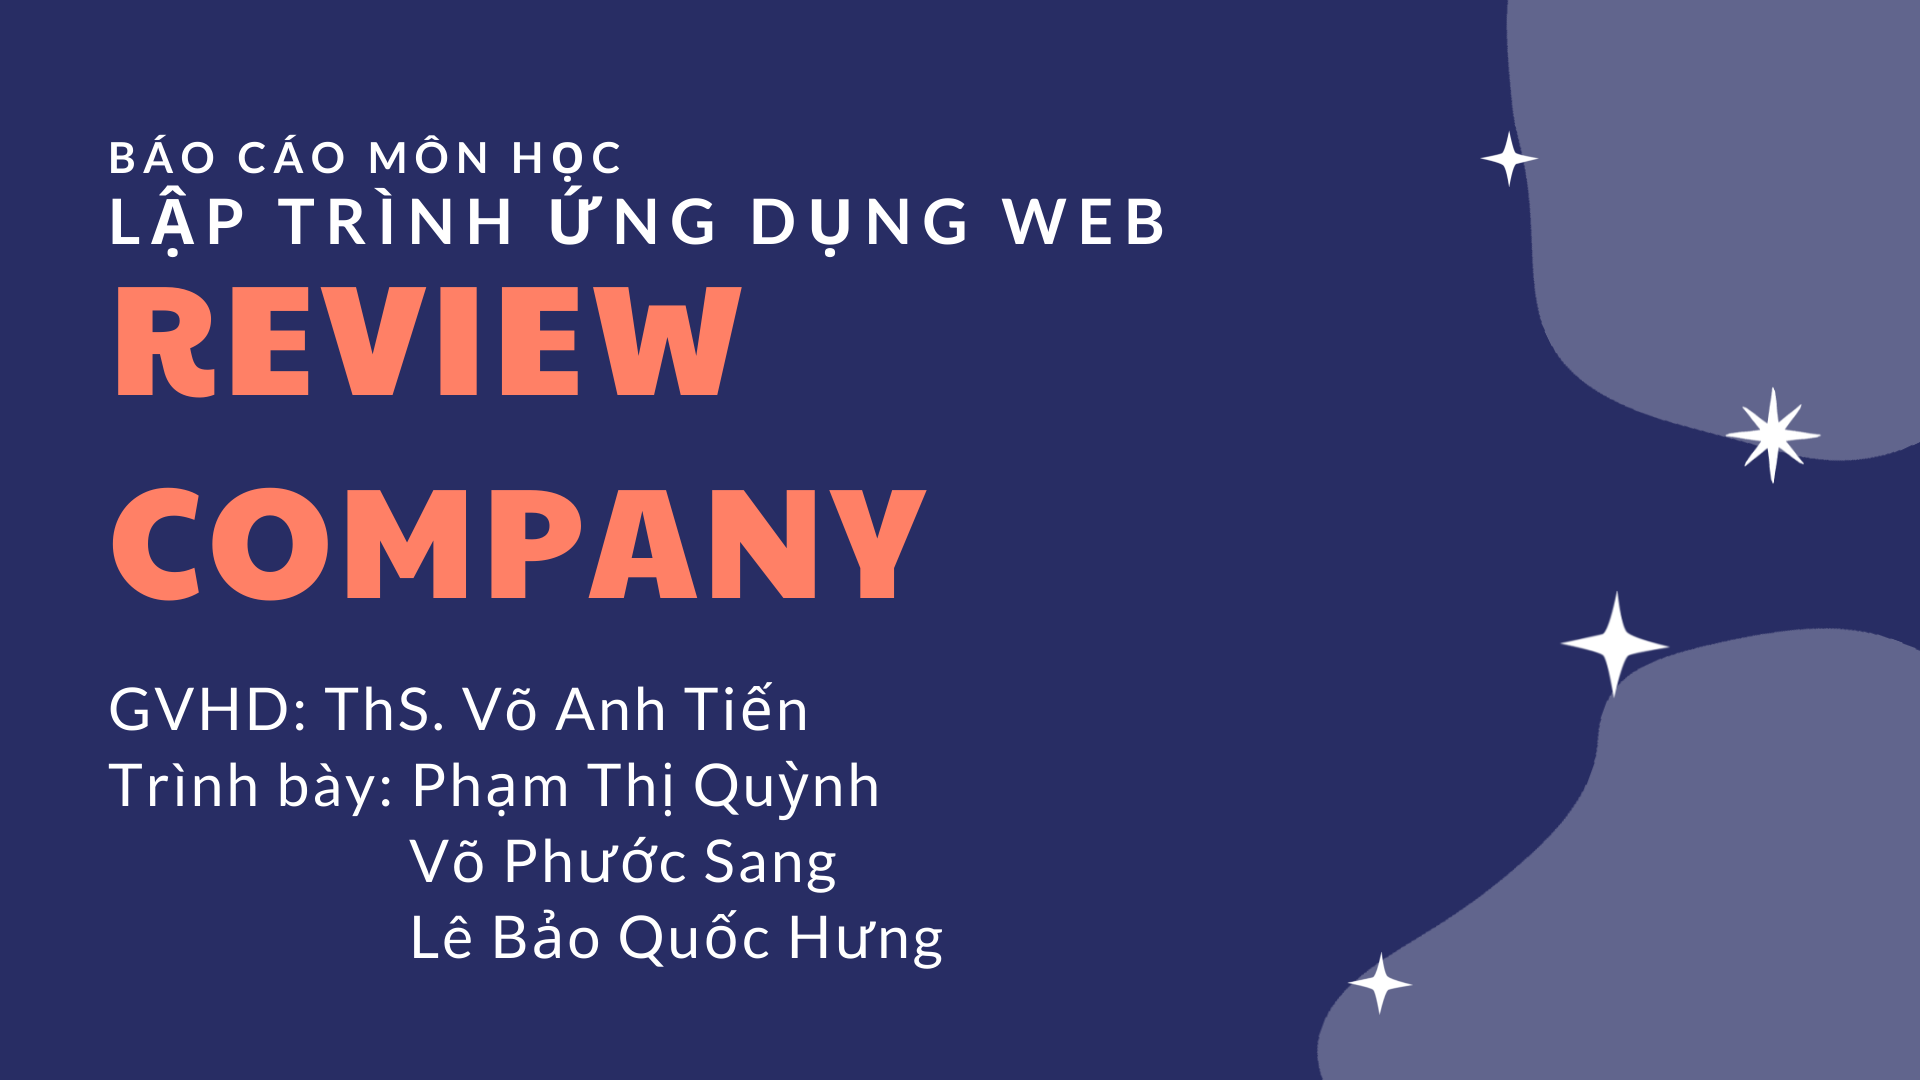 BÁO CÁO MÔN HỌC
LẬP TRÌNH ỨNG DỤNG WEB
REVIEW
COMPANY
GVHD: ThS. Võ Anh Tiến
Trình bày: Phạm Thị Quỳnh
Võ Phước Sang
Lê Bảo Quốc Hưng